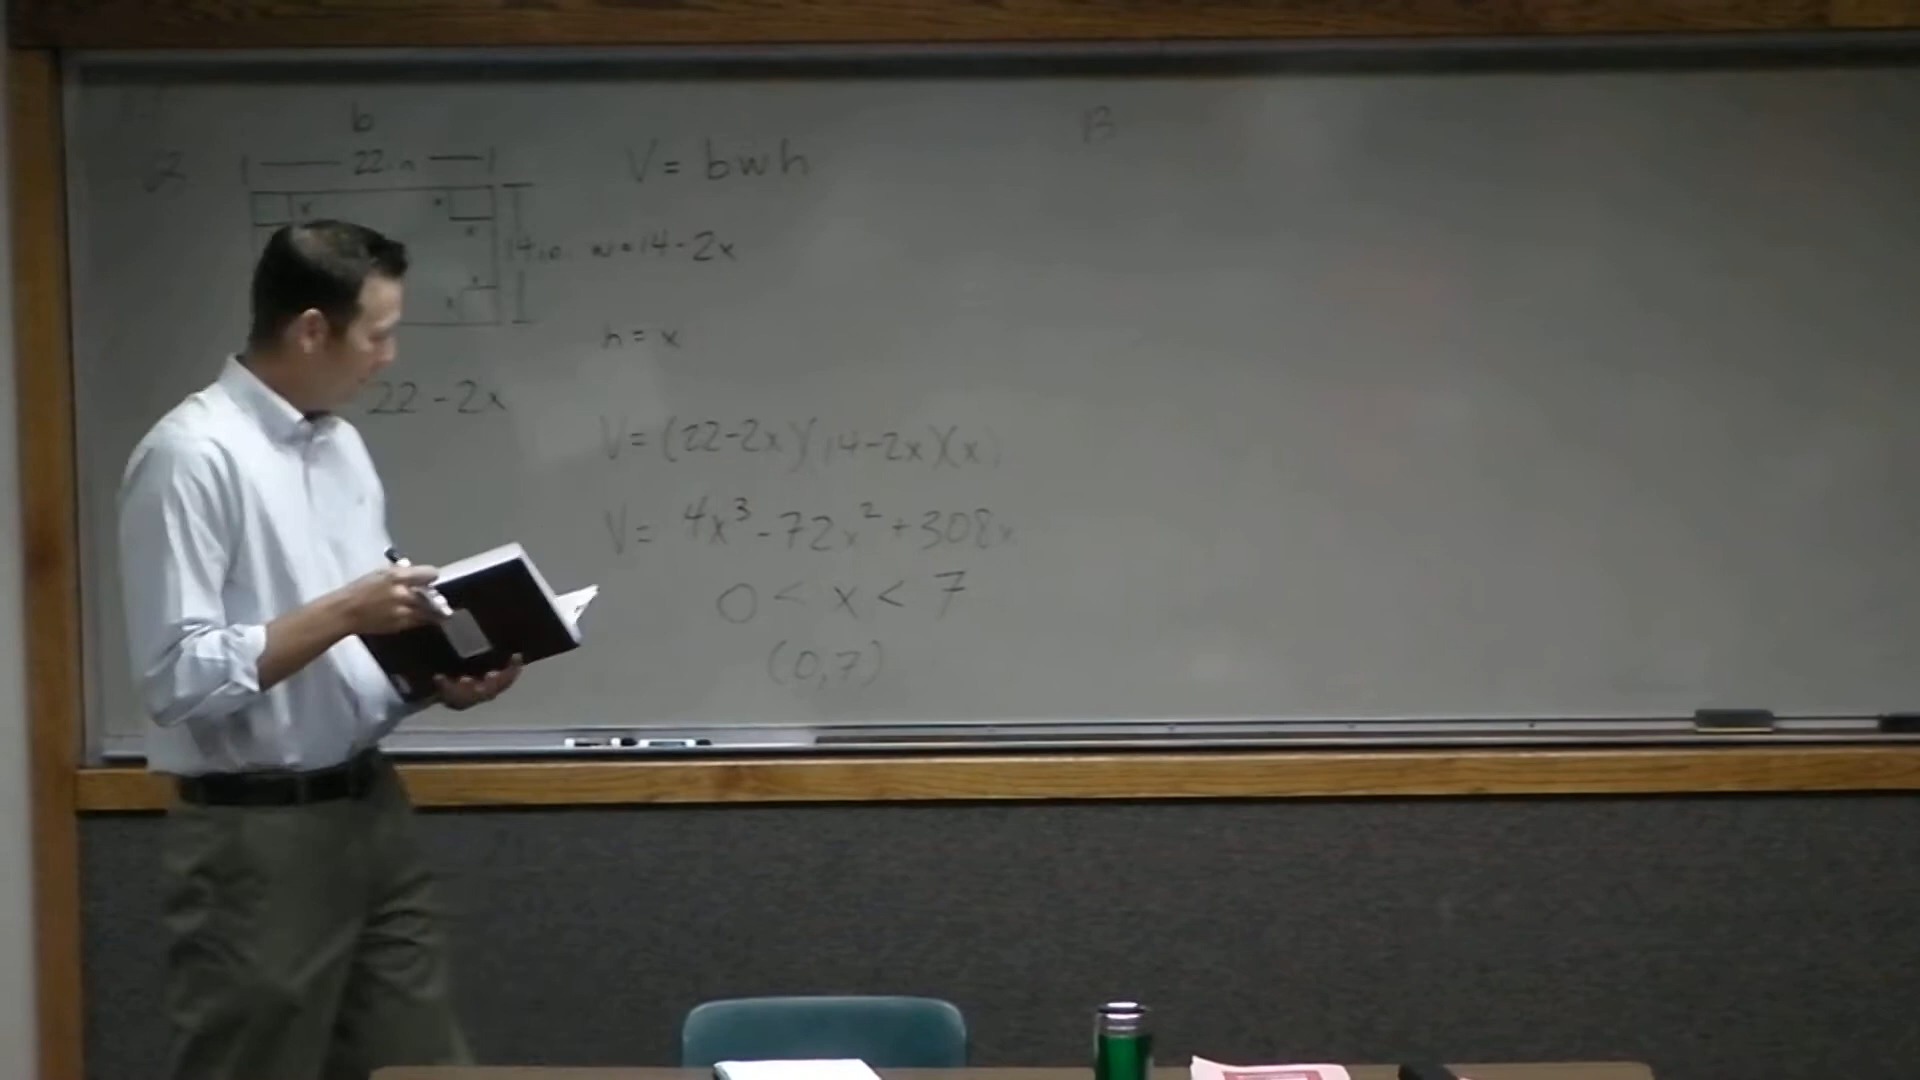 b
2
22 in
V = bwh
x
x
x
14 in. w = 14 - 2x
x
x
h = x
22 - 2x
V = (22-2x)(14-2x)(x)
V = 4x³ - 72x² + 308x
0 < x < 7
(0,7)
13